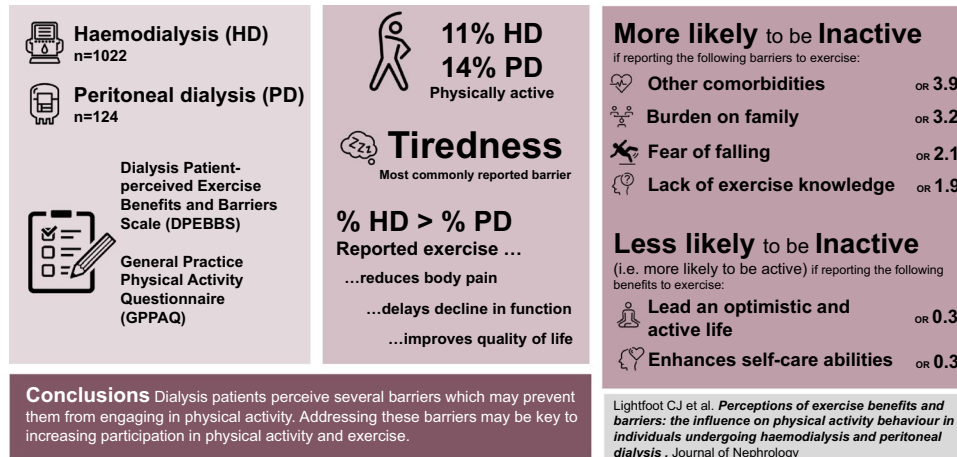 Haemodialysis (HD)
n=1022
Peritoneal dialysis (PD)
n=124
Dialysis Patient-
perceived Exercise
Benefits and Barriers
Scale (DPEBBS)
General Practice
Physical Activity
Questionnaire
(GPPAQ)
11% HD
14% PD
Physically active
zzz
Tiredness
Most commonly reported barrier
% HD > % PD
Reported exercise …
…reduces body pain
…delays decline in function
…improves quality of life
More likely to be Inactive
if reporting the following barriers to exercise:
Other comorbidities OR 3.9
Burden on family OR 3.2
Fear of falling OR 2.1
Lack of exercise knowledge OR 1.9
Less likely to be Inactive
(i.e. more likely to be active) if reporting the following
benefits to exercise:
Lead an optimistic and
active life OR 0.3
Enhances self-care abilities OR 0.3
Conclusions Dialysis patients perceive several barriers which may prevent
them from engaging in physical activity. Addressing these barriers may be key to
increasing participation in physical activity and exercise.
Lightfoot CJ et al. Perceptions of exercise benefits and
barriers: the influence on physical activity behaviour in
individuals undergoing haemodialysis and peritoneal
dialysis . Journal of Nephrology